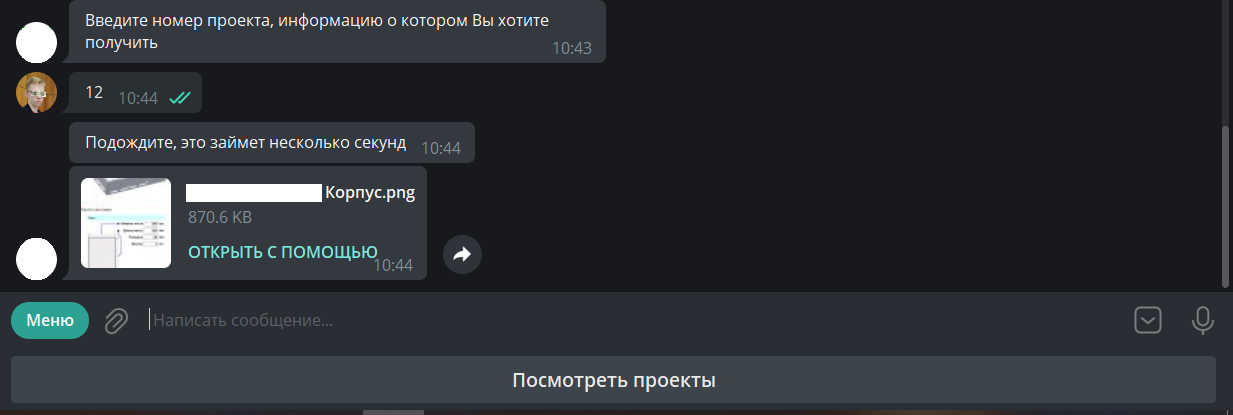 Введите номер проекта, информацию о котором Вы хотите
получить
10:43
12
10:44
Подождите, это займет несколько секунд
10:44
Корпус.png
870.6 KB
ОТКРЫТЬ С ПОМОЩЬЮ
10:44
Меню
Написать сообщение...
Посмотреть проекты